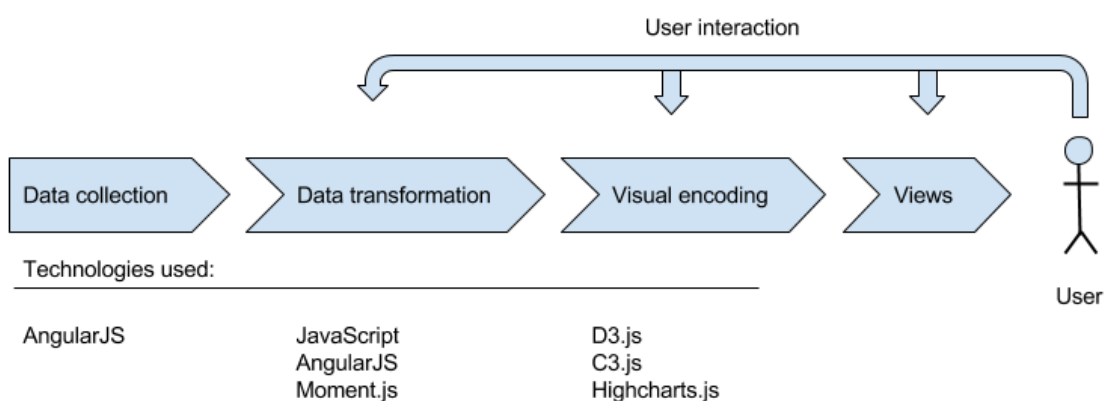 User interaction
Data collection
Data transformation
Visual encoding
Views
User
Technologies used:
AngularJS
JavaScript
AngularJS
Moment.js
D3.js
C3.js
Highcharts.js